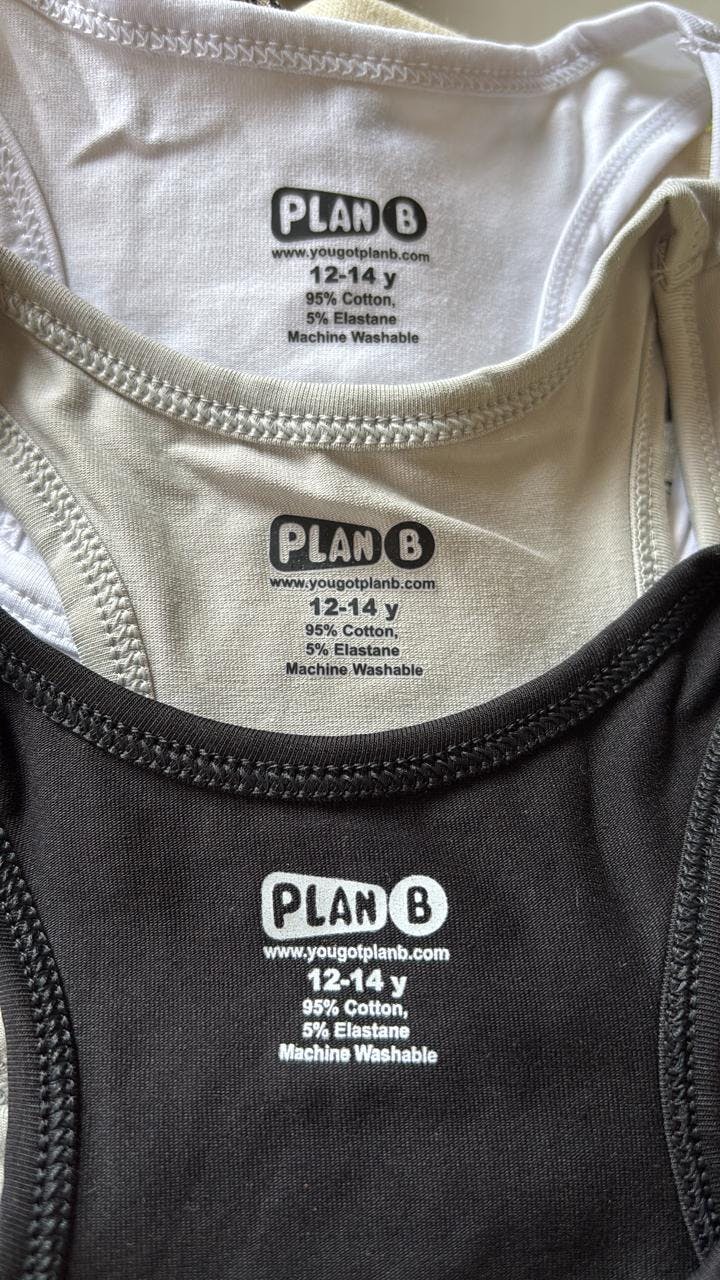 PLAN B
www.yougotplanb.com
12-14 y
95% Cotton,
5% Elastane
Machine Washable
PLAN B
www.yougotplanb.com
12-14 y
95% Cotton,
5% Elastane
Machine Washable
PLAN B
www.yougotplanb.com
12-14 y
95% Cotton,
5% Elastane
Machine Washable